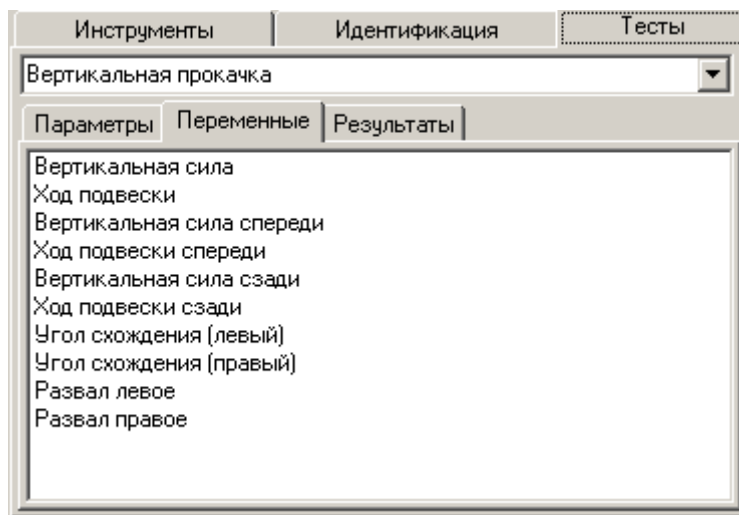 Инструменты Идентификация Тесты
Вертикальная прокачка
Параметры Переменные Результаты
Вертикальная сила
Ход подвески
Вертикальная сила спереди
Ход подвески спереди
Вертикальная сила сзади
Ход подвески сзади
Угол схождения (левый)
Угол схождения (правый)
Развал левое
Развал правое